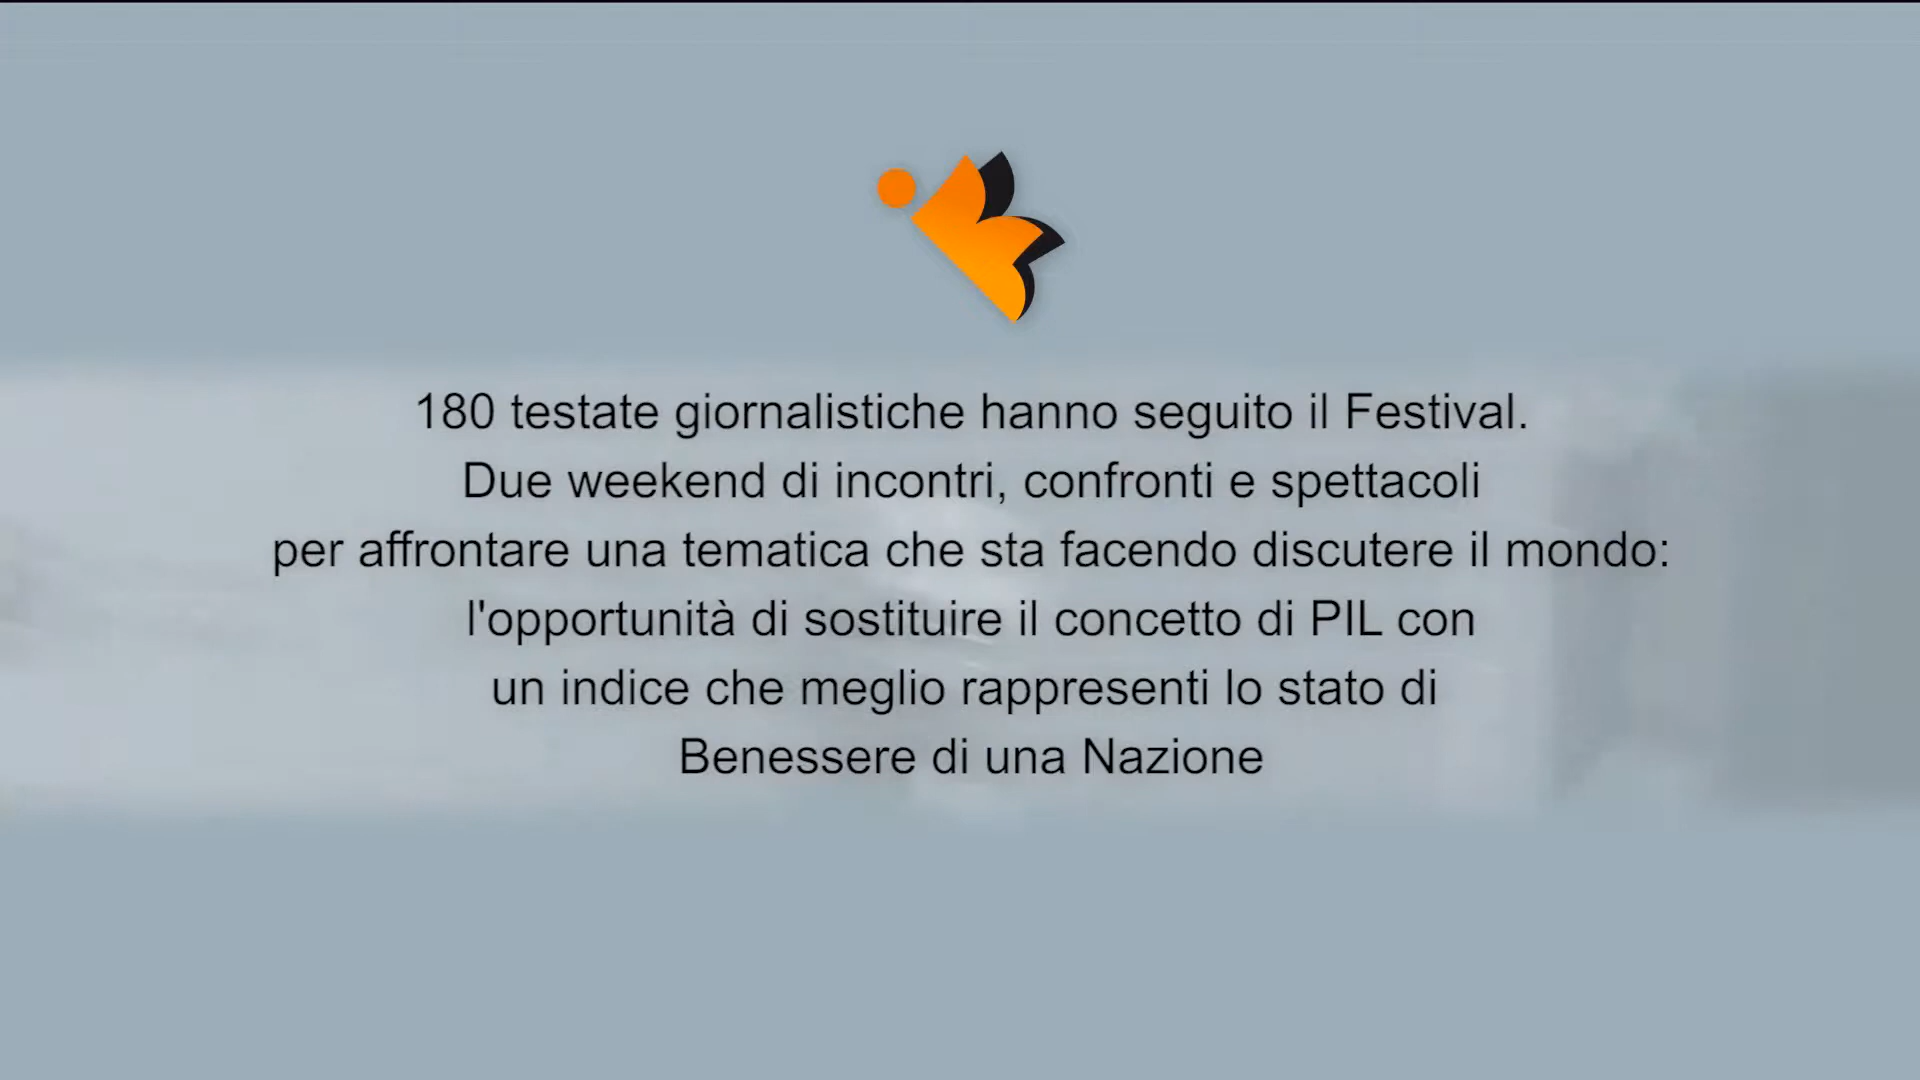 180 testate giornalistiche hanno seguito il Festival.
Due weekend di incontri, confronti e spettacoli
per affrontare una tematica che sta facendo discutere il mondo:
l'opportunità di sostituire il concetto di PIL con
un indice che meglio rappresenti lo stato di
Benessere di una Nazione